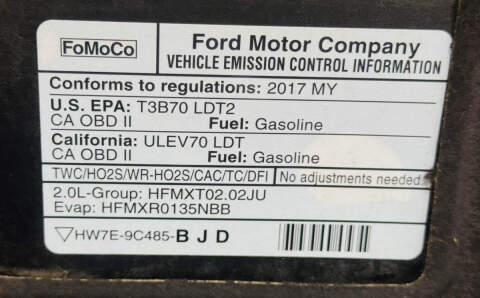 FoMoCo
Ford Motor Company
VEHICLE EMISSION CONTROL INFORMATION
Conforms to regulations: 2017 MY
U.S. EPA: T3B70 LDT2
CA OBD II Fuel: Gasoline
California: ULEV70 LDT
CA OBD II Fuel: Gasoline
TWC/HO2S/WR-HO2S/CAC/TC/DFI No adjustments needed.
2.0L-Group: HFMXT02.02JU
Evap: HFMXR0135NBB
HW7E-9C485-B J D